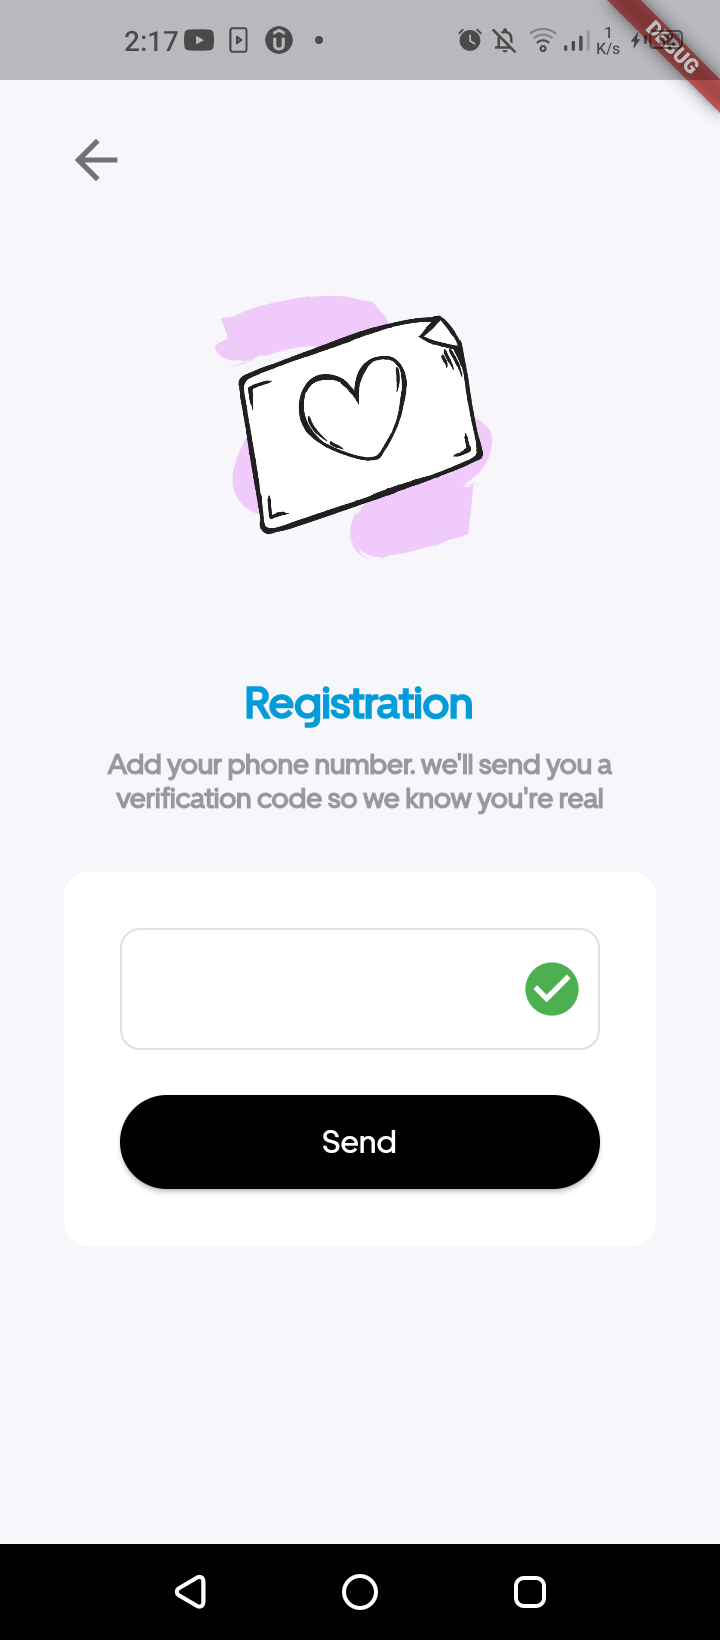 2:17
1
K/s
DEBUG
Registration
Add your phone number. we'll send you a
verification code so we know you're real
Send